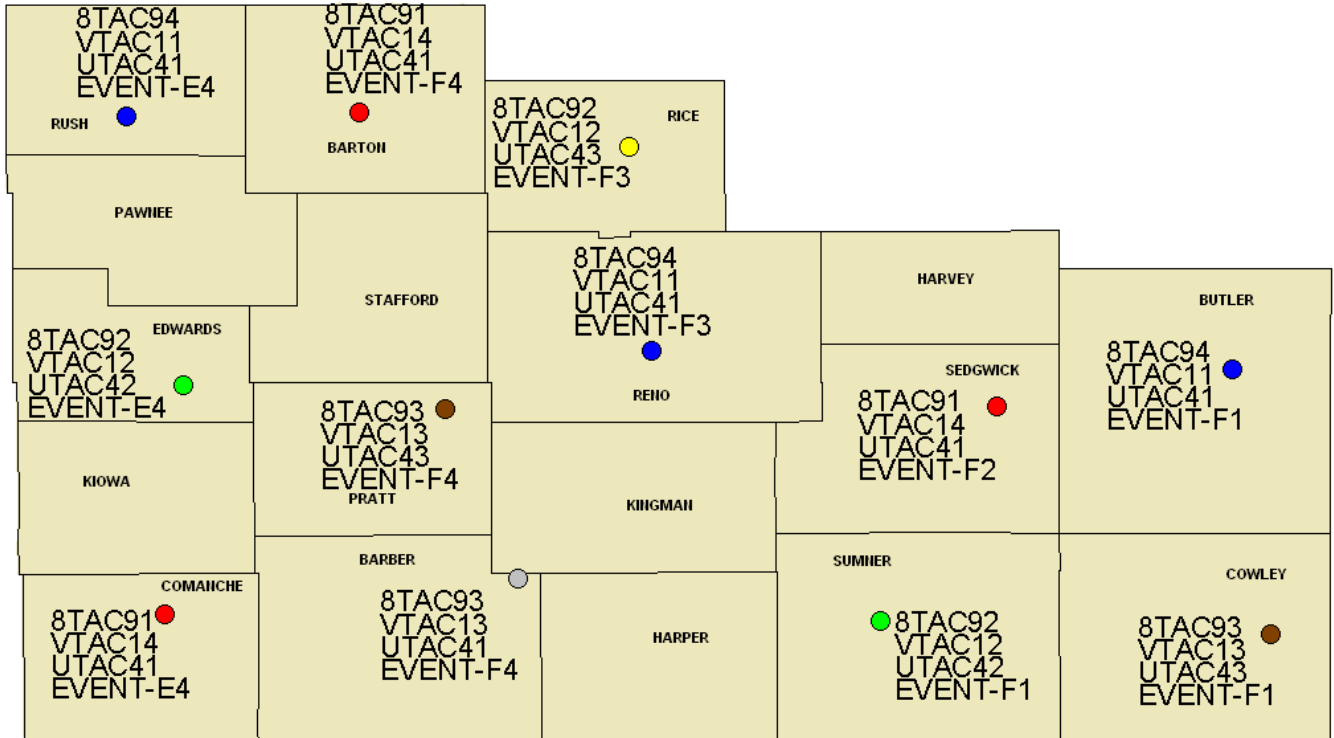 8TAC94
VTAC11
UTAC41
EVENT-E4
RUSH
8TAC91
VTAC14
UTAC41
EVENT-F4
BARTON
8TAC92
VTAC12
UTAC43
EVENT-F3
RICE
PAWNEE
STAFFORD
8TAC94
VTAC11
UTAC41
EVENT-F3
RENO
HARVEY
BUTLER
8TAC94
VTAC11
UTAC41
EVENT-F1
EDWARDS
8TAC92
VTAC12
UTAC42
EVENT-E4
8TAC93
VTAC13
UTAC43
EVENT-F4
PRATT
SEDGWICK
8TAC91
VTAC14
UTAC41
EVENT-F2
KIOWA
KINGMAN
COMANCHE
8TAC91
VTAC14
UTAC41
EVENT-E4
BARBER
8TAC93
VTAC13
UTAC41
EVENT-F4
HARPER
SUMNER
8TAC92
VTAC12
UTAC42
EVENT-F1
COWLEY
8TAC93
VTAC13
UTAC43
EVENT-F1